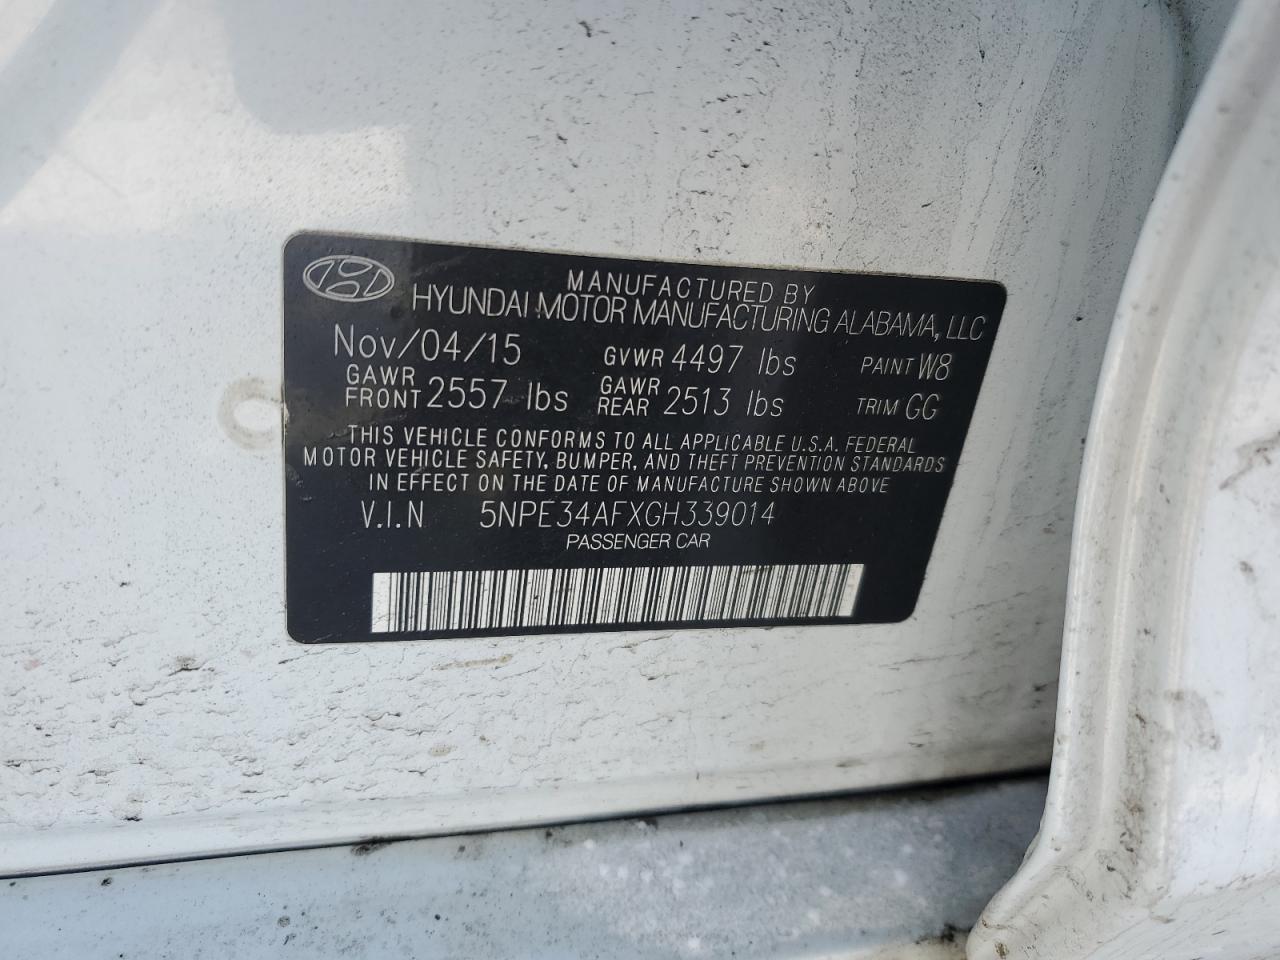 MANUFACTURED BY
HYUNDAI MOTOR MANUFACTURING ALABAMA, LLC
Nov/04/15 GVWR 4497 lbs PAINT W8
GAWR FRONT 2557 lbs GAWR REAR 2513 lbs TRIM GG
THIS VEHICLE CONFORMS TO ALL APPLICABLE U.S.A. FEDERAL
MOTOR VEHICLE SAFETY, BUMPER, AND THEFT PREVENTION STANDARDS
IN EFFECT ON THE DATE OF MANUFACTURE SHOWN ABOVE
V.I.N 5NPE34AFXGH339014
PASSENGER CAR